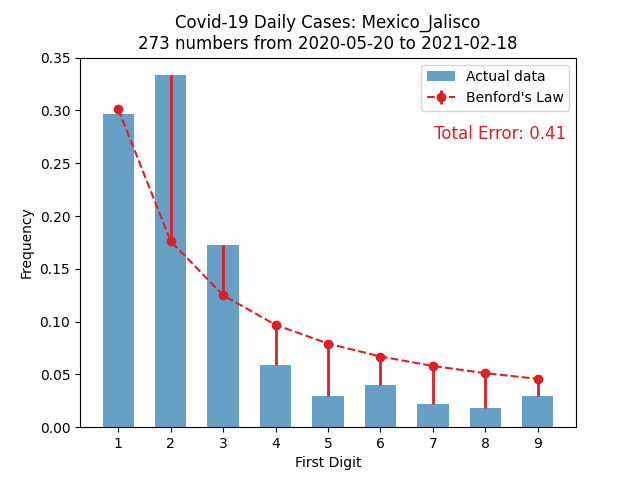 Covid-19 Daily Cases: Mexico_Jalisco
273 numbers from 2020-05-20 to 2021-02-18
Actual data
Benford's Law
Total Error: 0.41
Frequency
0.35
0.30
0.25
0.20
0.15
0.10
0.05
0.00
1 2 3 4 5 6 7 8 9
First Digit